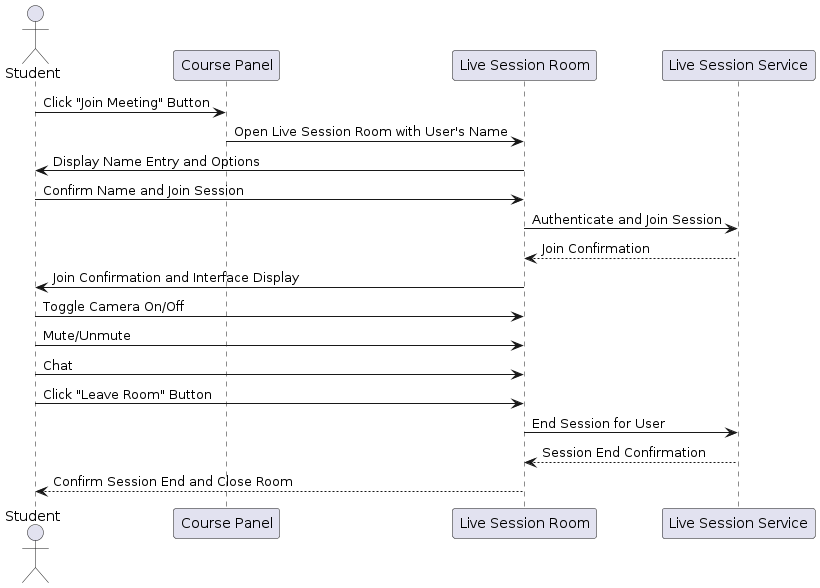 Student
Course Panel
Live Session Room
Live Session Service
Click "Join Meeting" Button
Open Live Session Room with User's Name
Display Name Entry and Options
Confirm Name and Join Session
Authenticate and Join Session
Join Confirmation
Join Confirmation and Interface Display
Toggle Camera On/Off
Mute/Unmute
Chat
Click "Leave Room" Button
End Session for User
Session End Confirmation
Confirm Session End and Close Room
Student
Course Panel
Live Session Room
Live Session Service